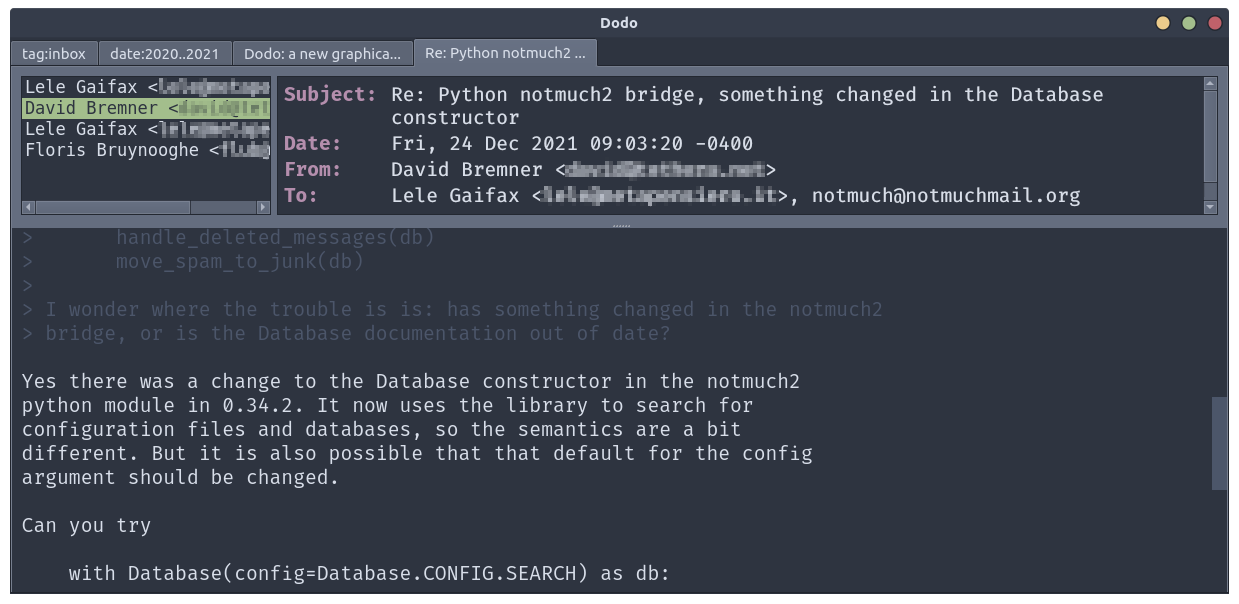 Dodo
tag:inbox date:2020..2021 Dodo: a new graphica... Re: Python notmuch2 ...
Lele Gaifax <
David Bremner <
Lele Gaifax <
Floris Bruynooghe <
Subject: Re: Python notmuch2 bridge, something changed in the Database
constructor
Date: Fri, 24 Dec 2021 09:03:20 -0400
From: David Bremner < >
To: Lele Gaifax < >, notmuch@notmuchmail.org
> handle_deleted_messages(db)
> move_spam_to_junk(db)
>
> I wonder where the trouble is is: has something changed in the notmuch2
> bridge, or is the Database documentation out of date?
Yes there was a change to the Database constructor in the notmuch2
python module in 0.34.2. It now uses the library to search for
configuration files and databases, so the semantics are a bit
different. But it is also possible that that default for the config
argument should be changed.
Can you try
with Database(config=Database.CONFIG.SEARCH) as db: